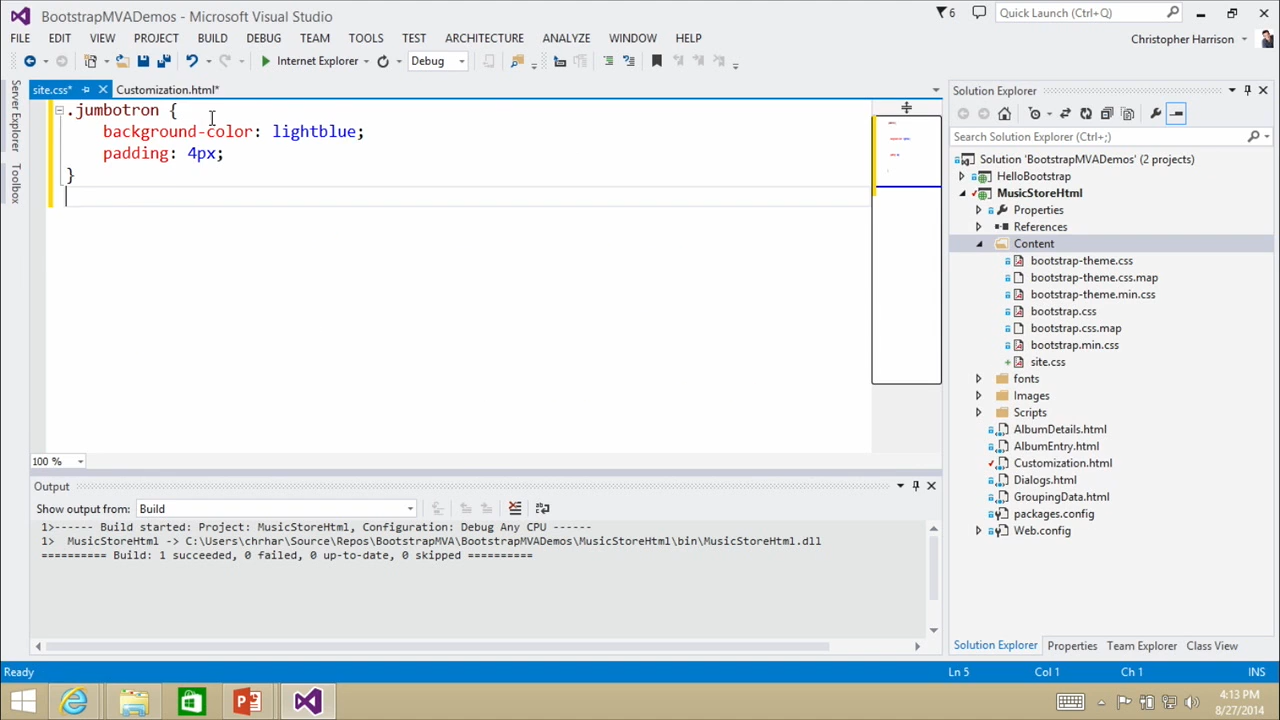 BootstrapMVADemos - Microsoft Visual Studio
6
Quick Launch (Ctrl+Q)
FILE EDIT VIEW PROJECT BUILD DEBUG TEAM TOOLS TEST ARCHITECTURE ANALYZE WINDOW HELP
Christopher Harrison
Internet Explorer
Debug
site.css*
Customization.html*
Server Explorer
Toolbox
.jumbotron {
background-color: lightblue;
padding: 4px;
}
100 %
Output
Show output from: Build
1>------ Build started: Project: MusicStoreHtml, Configuration: Debug Any CPU ------
1> MusicStoreHtml -> C:\Users\chrhar\Source\Repos\BootstrapMVA\BootstrapMVADemos\MusicStoreHtml\bin\MusicStoreHtml.dll
========== Build: 1 succeeded, 0 failed, 0 up-to-date, 0 skipped ==========
Solution Explorer
Search Solution Explorer (Ctrl+;)
Solution 'BootstrapMVADemos' (2 projects)
HelloBootstrap
MusicStoreHtml
Properties
References
Content
bootstrap-theme.css
bootstrap-theme.css.map
bootstrap-theme.min.css
bootstrap.css
bootstrap.css.map
bootstrap.min.css
site.css
fonts
Images
Scripts
AlbumDetails.html
AlbumEntry.html
Customization.html
Dialogs.html
GroupingData.html
packages.config
Web.config
Solution Explorer Properties Team Explorer Class View
Ready
Ln 5 Col 1 Ch 1 INS
4:13 PM
8/27/2014